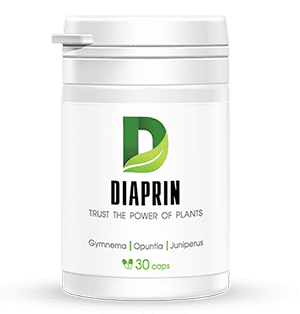 D
DIAPRIN
TRUST THE POWER OF PLANTS
Gymnema | Opuntia | Juniperus
30 caps